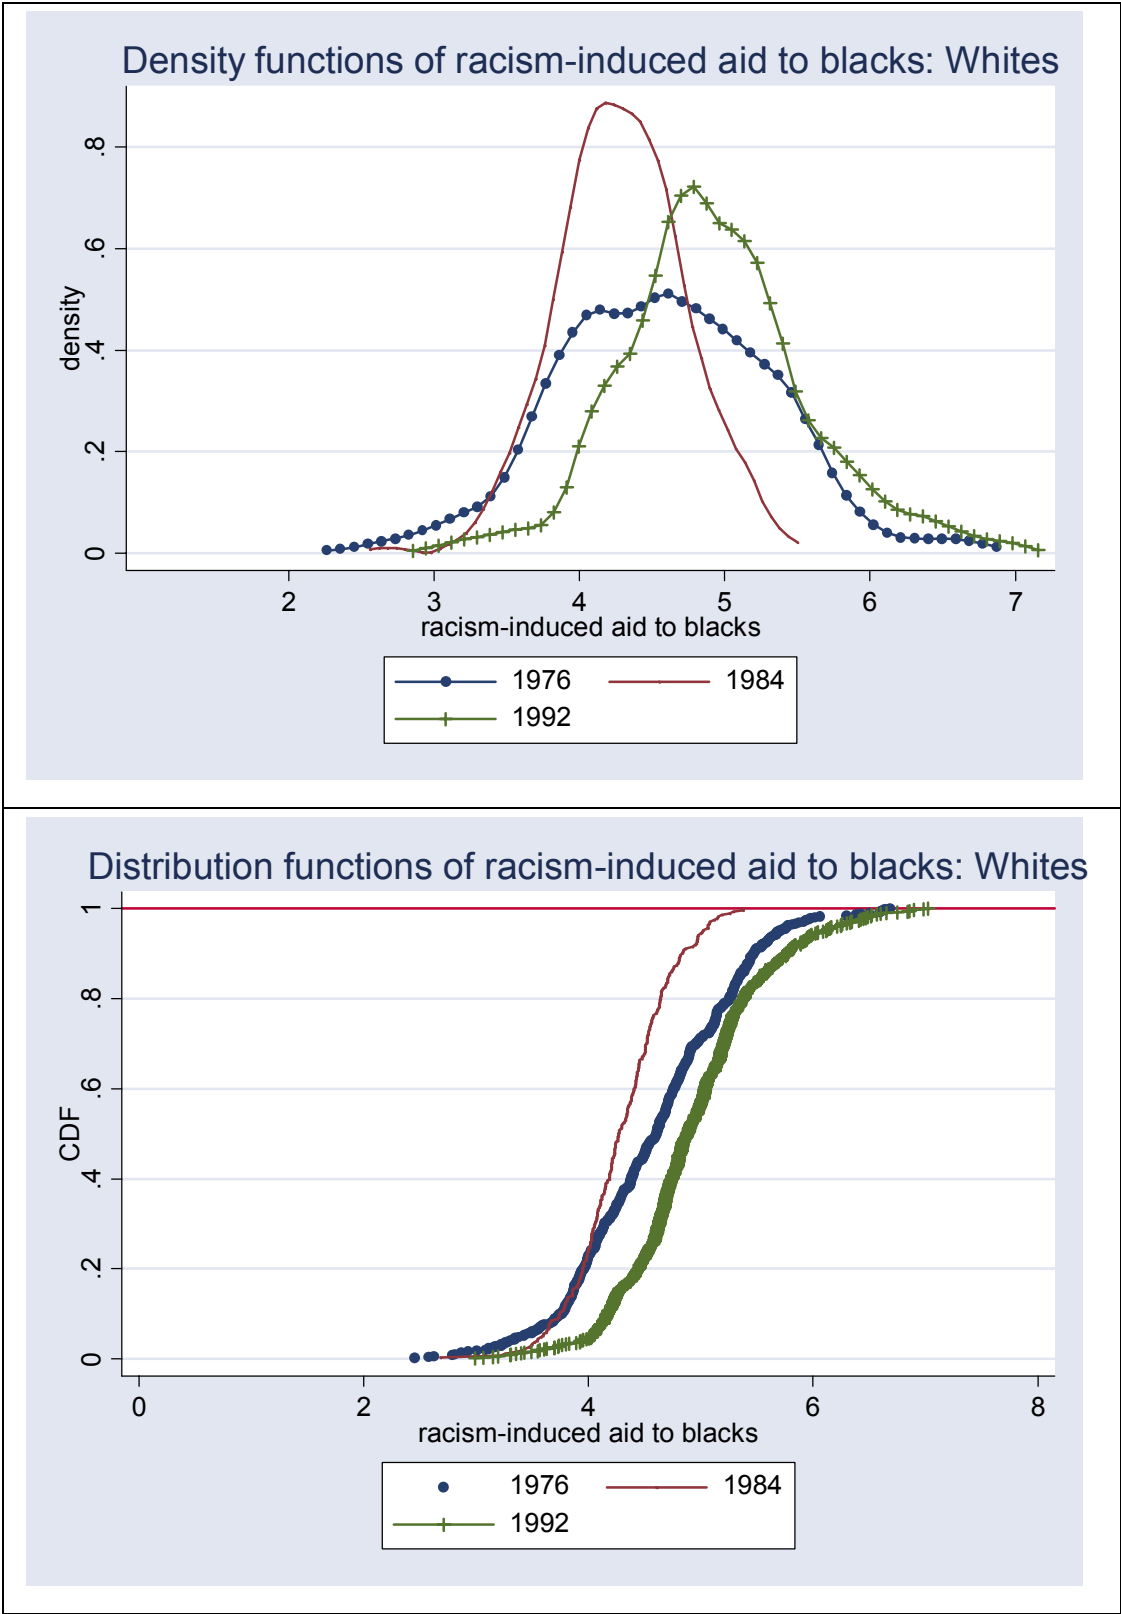 Density functions of racism-induced aid to blacks: Whites
.8
.6
.4
.2
0
density
2 3 4 5 6 7
racism-induced aid to blacks
1976 1984
1992
Distribution functions of racism-induced aid to blacks: Whites
1
.8
.6
.4
.2
0
CDF
0 2 4 6 8
racism-induced aid to blacks
1976 1984
1992